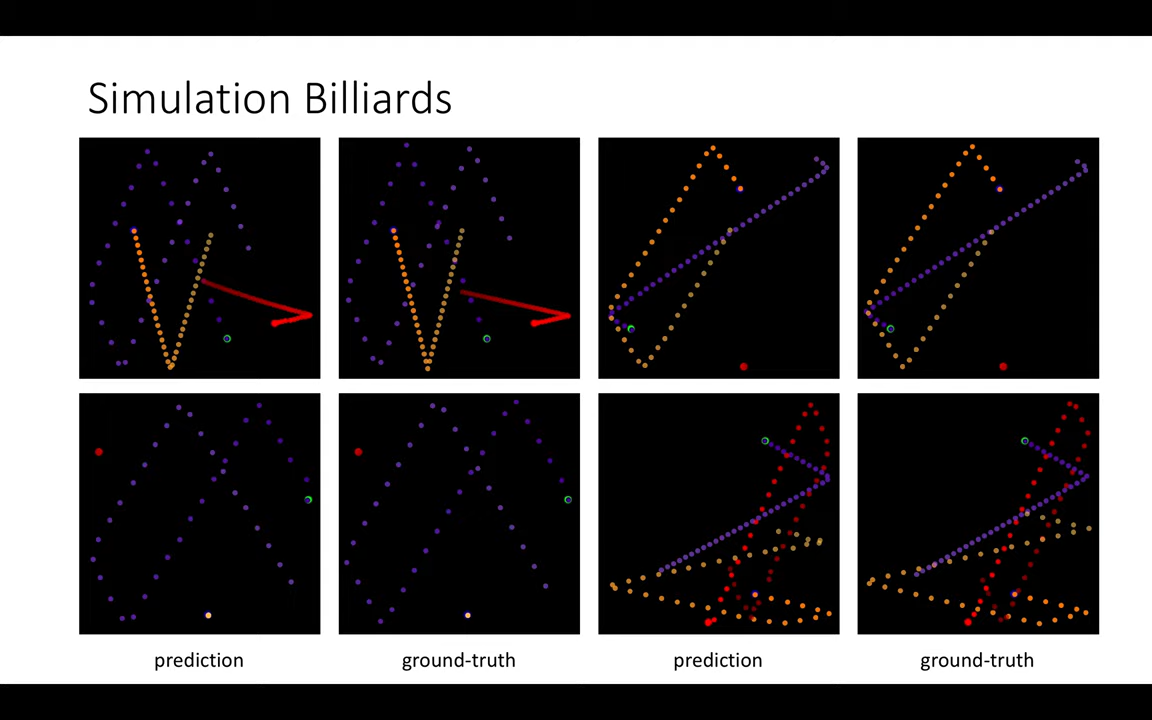 Simulation Billiards
prediction
ground-truth
prediction
ground-truth